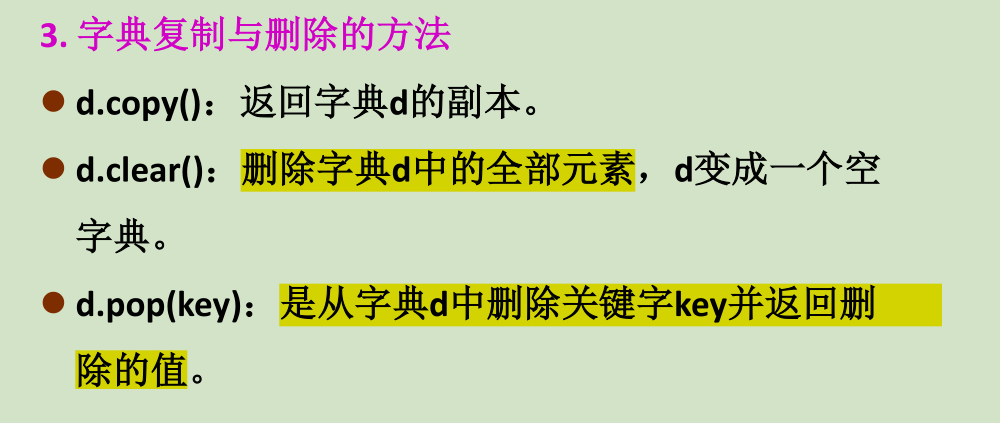 3. 字典复制与删除的方法
● d.copy()：返回字典d的副本。
● d.clear()：删除字典d中的全部元素，d变成一个空
字典。
● d.pop(key)：是从字典d中删除关键字key并返回删
除的值。